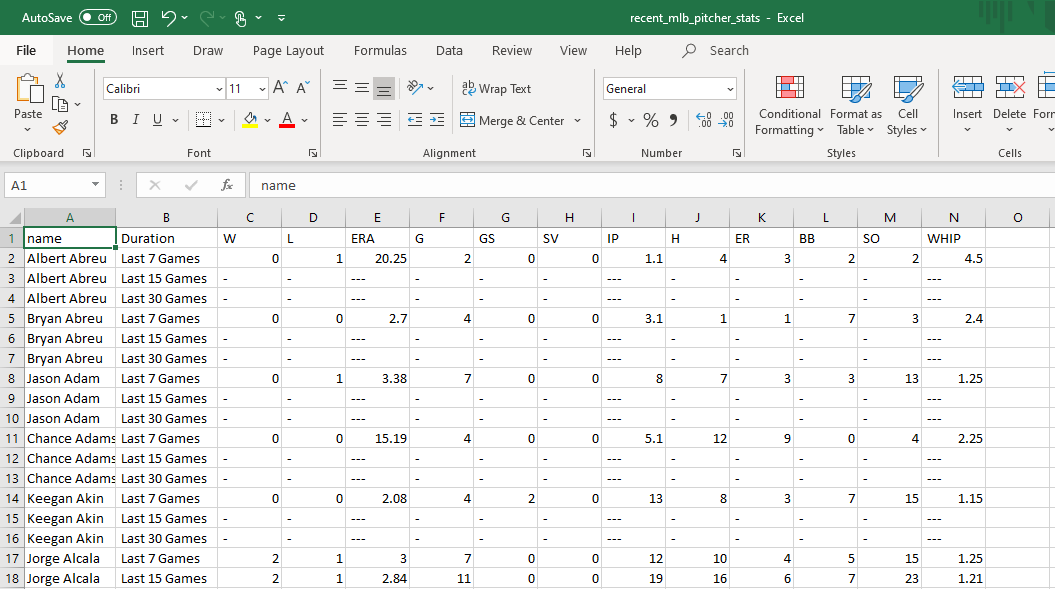 AutoSave Off recent_mlb_pitcher_stats - Excel
File Home Insert Draw Page Layout Formulas Data Review View Help Search
Paste Calibri 11 A A ab Wrap Text General Conditional Formatting Format as Table Cell Styles Insert Delete
B I U A Merge & Center $ %
Clipboard Font Alignment Number Styles Cells
A1 fx name
A B C D E F G H I J K L M N O
1 name Duration W L ERA G GS SV IP H ER BB SO WHIP
2 Albert Abreu Last 7 Games 0 1 20.25 2 0 0 1.1 4 3 2 2 4.5
3 Albert Abreu Last 15 Games - - --- - - - --- - - - - ---
4 Albert Abreu Last 30 Games - - --- - - - --- - - - - ---
5 Bryan Abreu Last 7 Games 0 0 2.7 4 0 0 3.1 1 1 7 3 2.4
6 Bryan Abreu Last 15 Games - - --- - - - --- - - - - ---
7 Bryan Abreu Last 30 Games - - --- - - - --- - - - - ---
8 Jason Adam Last 7 Games 0 1 3.38 7 0 0 8 7 3 3 13 1.25
9 Jason Adam Last 15 Games - - --- - - - --- - - - - ---
10 Jason Adam Last 30 Games - - --- - - - --- - - - - ---
11 Chance Adams Last 7 Games 0 0 15.19 4 0 0 5.1 12 9 0 4 2.25
12 Chance Adams Last 15 Games - - --- - - - --- - - - - ---
13 Chance Adams Last 30 Games - - --- - - - --- - - - - ---
14 Keegan Akin Last 7 Games 0 0 2.08 4 2 0 13 8 3 7 15 1.15
15 Keegan Akin Last 15 Games - - --- - - - --- - - - - ---
16 Keegan Akin Last 30 Games - - --- - - - --- - - - - ---
17 Jorge Alcala Last 7 Games 2 1 3 7 0 0 12 10 4 5 15 1.25
18 Jorge Alcala Last 15 Games 2 1 2.84 11 0 0 19 16 6 7 23 1.21